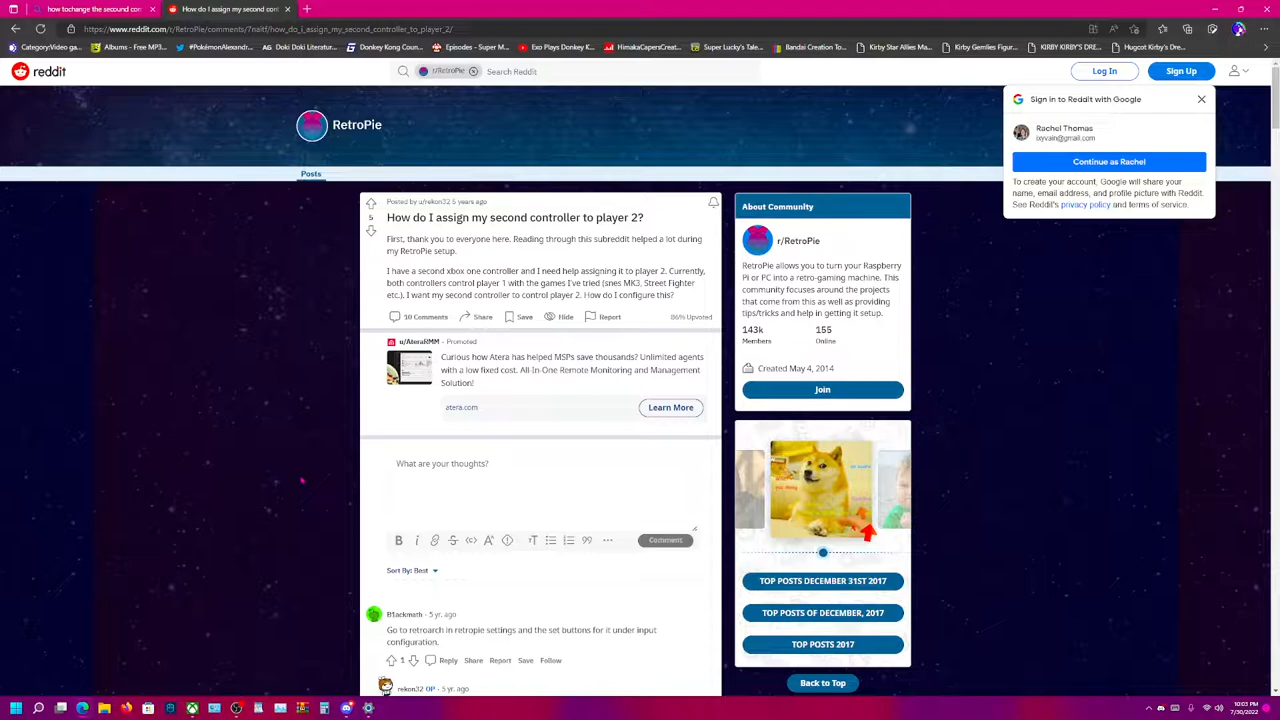 how tochange the secound cont
How do I assign my second cont
https://www.reddit.com/r/RetroPie/comments/7naitf/how_do_i_assign_my_second_controller_to_player_2/
CategoryVideo ga...
Albums - Free MP3...
#PokémonAlexandr...
Doki Doki Literatur...
Donkey Kong Coun...
Episodes - Super M...
Exo Plays Donkey K...
HimakaCapersCreat...
Super Lucky's Tale...
Bandai Creation To...
Kirby Star Allies Ma...
Kirby Gemlies Figur...
KIRBY KIRBY'S DRE...
Hugcot Kirby's Dre...
reddit
r/RetroPie
Search Reddit
Log In
Sign Up
Sign in to Reddit with Google
Rachel Thomas
Continue as Rachel
To create your account, Google will share your
name, email address, and profile picture with Reddit.
See Reddit's privacy policy and terms of service.
RetroPie
Posts
Posted by u/rekon32 5 years ago
5
How do I assign my second controller to player 2?
First, thank you to everyone here. Reading through this subreddit helped a lot during
my RetroPie setup.
I have a second xbox one controller and I need help assigning it to player 2. Currently,
both controllers control player 1 with the games I've tried (snes MK3, Street Fighter
etc.). I want my second controller to control player 2. How do I configure this?
10 Comments
Share
Save
Hide
Report
86% Upvoted
u/AteraRMM · Promoted
Curious how Atera has helped MSPs save thousands? Unlimited agents
with a low fixed cost. All-In-One Remote Monitoring and Management
Solution!
atera.com
Learn More
What are your thoughts?
Comment
Sort By: Best
B1ackmath · 5 yr. ago
Go to retroarch in retropie settings and the set buttons for it under input
configuration.
1
Reply
Share
Report
Save
Follow
rekon32 OP · 5 yr. ago
About Community
r/RetroPie
RetroPie allows you to turn your Raspberry
Pi or PC into a retro-gaming machine. This
community focuses around the projects
that come from this as well as providing
tips/tricks and help in getting it setup.
143k
Members
155
Online
Created May 4, 2014
Join
TOP POSTS DECEMBER 31ST 2017
TOP POSTS OF DECEMBER, 2017
TOP POSTS 2017
Back to Top
10:03 PM
7/30/2022